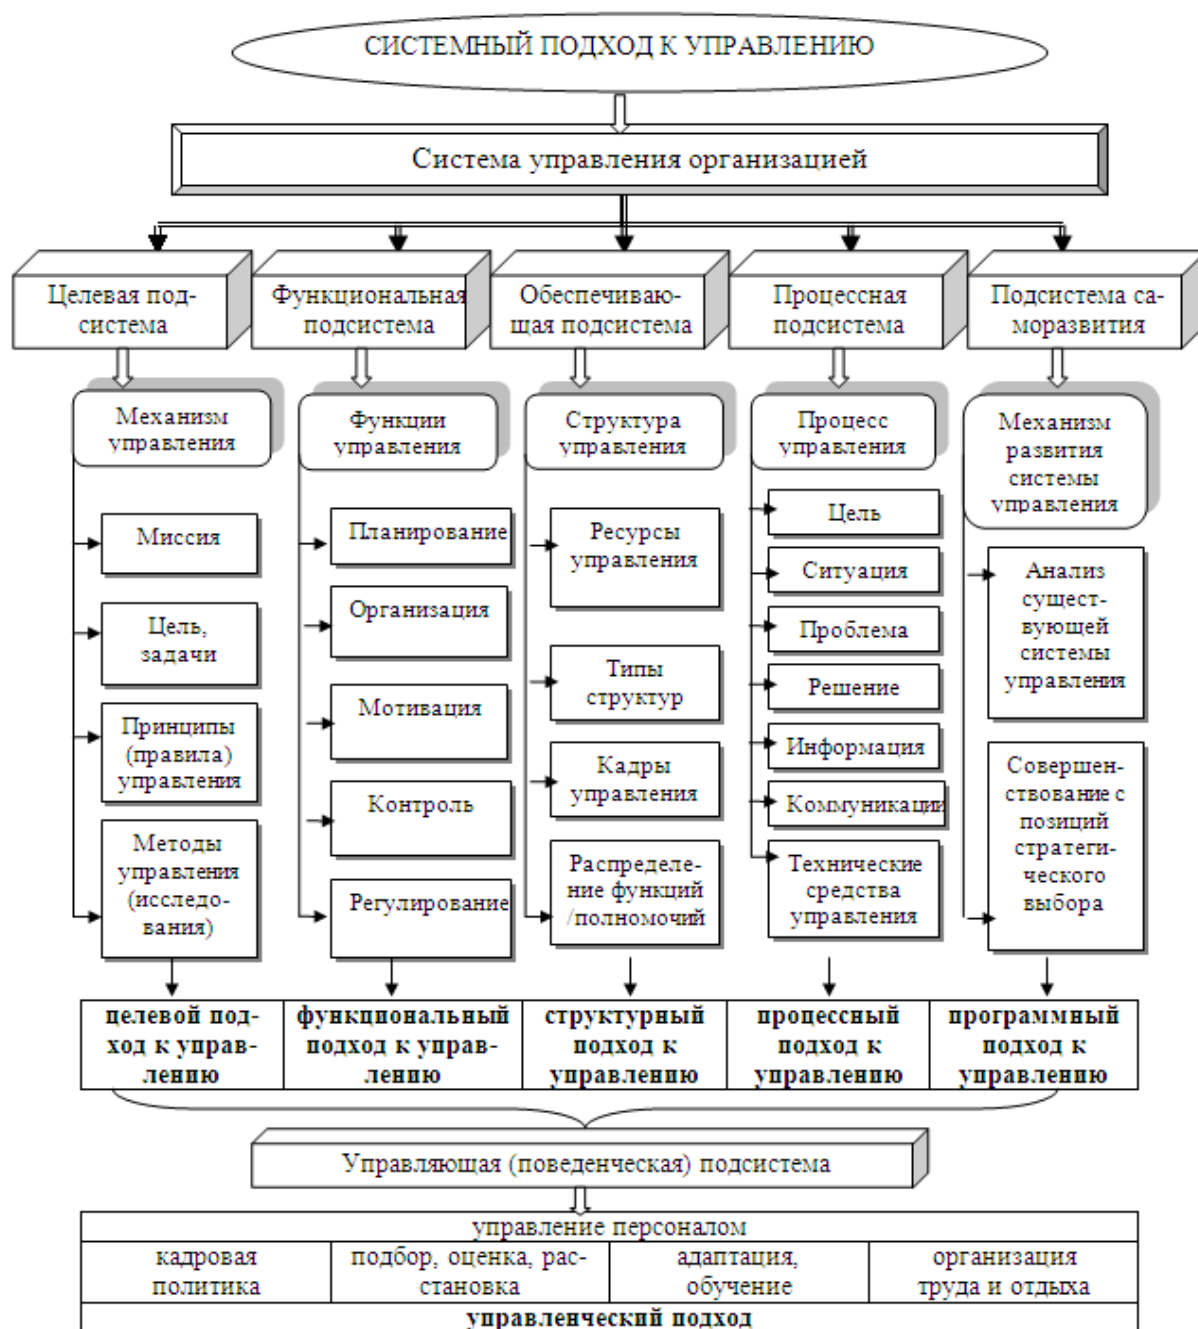 СИСТЕМНЫЙ ПОДХОД К УПРАВЛЕНИЮ
Система управления организацией
Целевая под-
система
Функциональная
подсистема
Обеспечиваю-
щая подсистема
Процессная
подсистема
Подсистема са-
моразвития
Механизм
управления
Миссия
Цель,
задачи
Принципы
(правила)
управления
Методы
управления
(исследо-
вания)
Функции
управления
Планирование
Организация
Мотивация
Контроль
Регулирование
Структура
управления
Ресурсы
управления
Типы
структур
Кадры
управления
Распределе-
ние функций
/полномочий
Процесс
управления
Цель
Ситуация
Проблема
Решение
Информация
Коммуникации
Технические
средства
управления
Механизм
развития
системы
управления
Анализ
сущест-
вующей
системы
управления
Совершен-
ствование с
позиций
стратеги-
ческого
выбора
целевой под-
ход к управ-
лению
функциональный
подход к управ-
лению
структурный
подход к
управлению
процессный
подход к
управлению
программный
подход к
управлению
Управляющая (поведенческая) подсистема
управление персоналом
кадровая
политика
подбор, оценка, рас-
становка
адаптация,
обучение
организация
труда и отдыха
управленческий подход